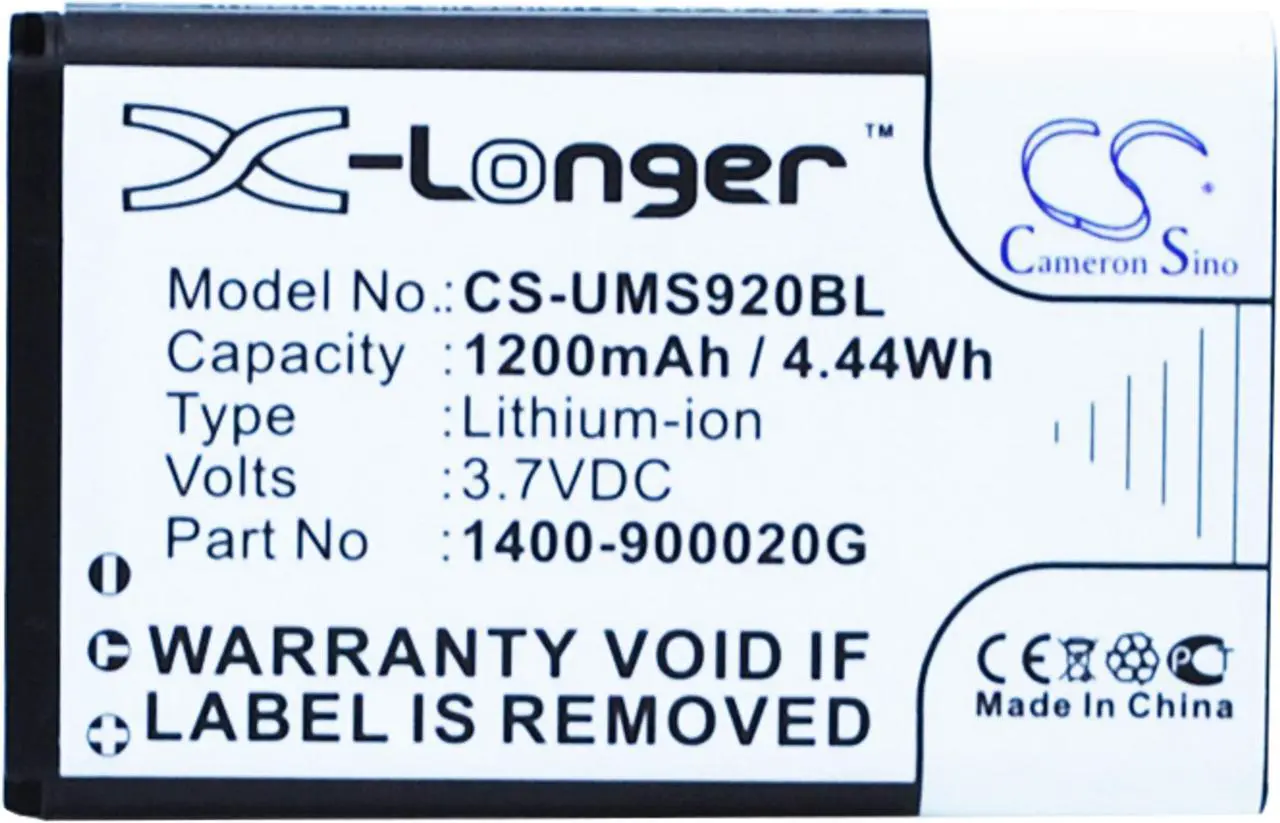 X-Longer™
CS
Cameron Sino
Model No.:CS-UMS920BL
Capacity :1200mAh / 4.44Wh
Type :Lithium-ion
Volts :3.7VDC
Part No :1400-900020G
WARRANTY VOID IF
LABEL IS REMOVED
CE
Made In China